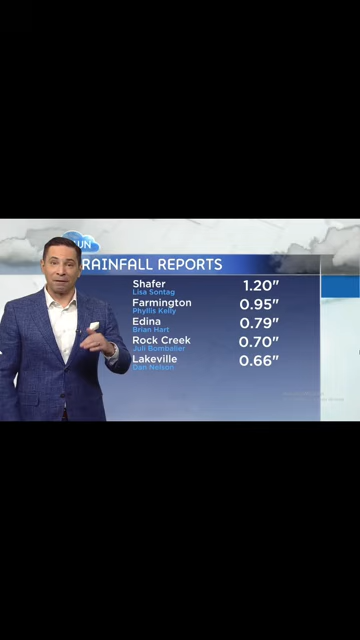 WN
RAINFALL REPORTS
Shafer 1.20"
Lisa Sontag
Farmington 0.95"
Phyllis Kelly
Edina 0.79"
Brian Hart
Rock Creek 0.70"
Juli Bombalier
Lakeville 0.66"
Dan Nelson